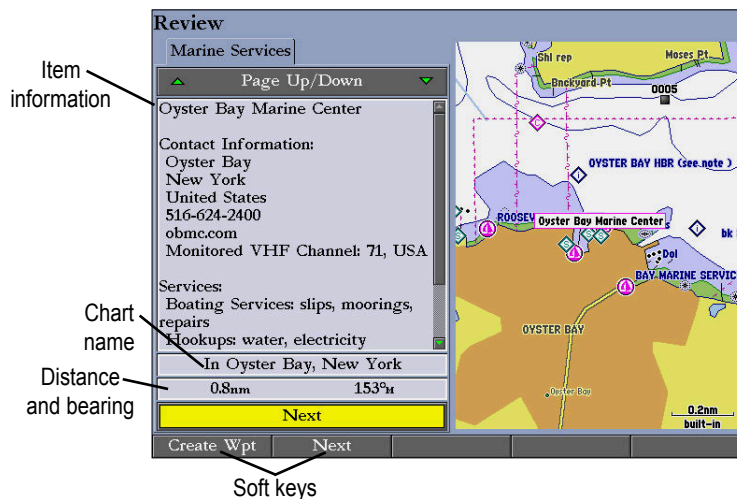 Review
Marine Services
Page Up/Down
Item
information
Oyster Bay Marine Center
Contact Information:
Oyster Bay
New York
United States
516-624-2400
obmc.com
Monitored VHF Channel: 71, USA
Services:
Boating Services: slips, moorings,
repairs
Hookups: water, electricity
Chart
name
In Oyster Bay, New York
Distance
and bearing
0.8nm
153°M
Next
Create Wpt
Next
Soft keys
Shl rep
Moses Pt
Backyard Pt
0005
C
OYSTER BAY HBR (see note )
i
ROOSEV
Oyster Bay Marine Center
S
S
S
S
i
bk
Dol
BAY MARINE SERVIC
OYSTER BAY
Oyster Bay
0.2nm
built-in